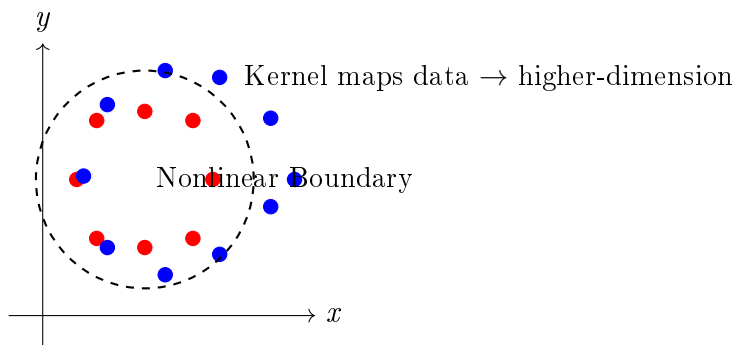 y
Kernel maps data → higher-dimension
Nonlinear Boundary
x